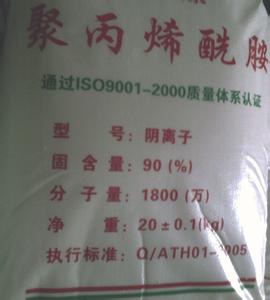 聚丙烯酰胺
通过ISO9001-2000质量体系认证
型 号：阴离子
固含量：90 (%)
分子量：1800 (万)
净 重：20±0.1(kg)
执行标准：Q/ATH01-2005